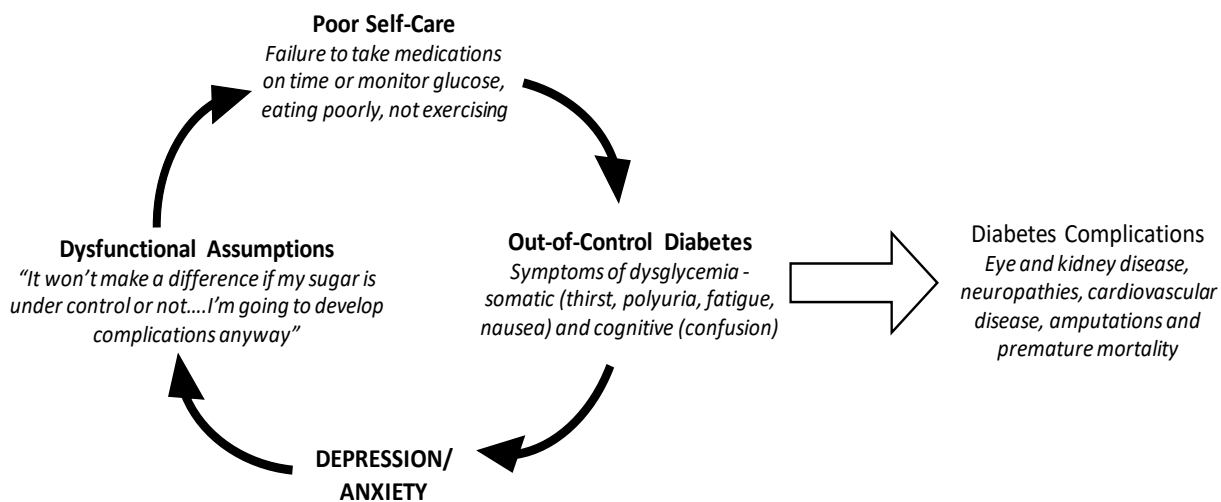 Poor Self-Care
Failure to take medications
on time or monitor glucose,
eating poorly, not exercising
Out-of-Control Diabetes
Symptoms of dysglycemia -
somatic (thirst, polyuria, fatigue,
nausea) and cognitive (confusion)
Diabetes Complications
Eye and kidney disease,
neuropathies, cardiovascular
disease, amputations and
premature mortality
DEPRESSION/
ANXIETY
Dysfunctional Assumptions
“It won’t make a difference if my sugar is
under control or not....I’m going to develop
complications anyway”